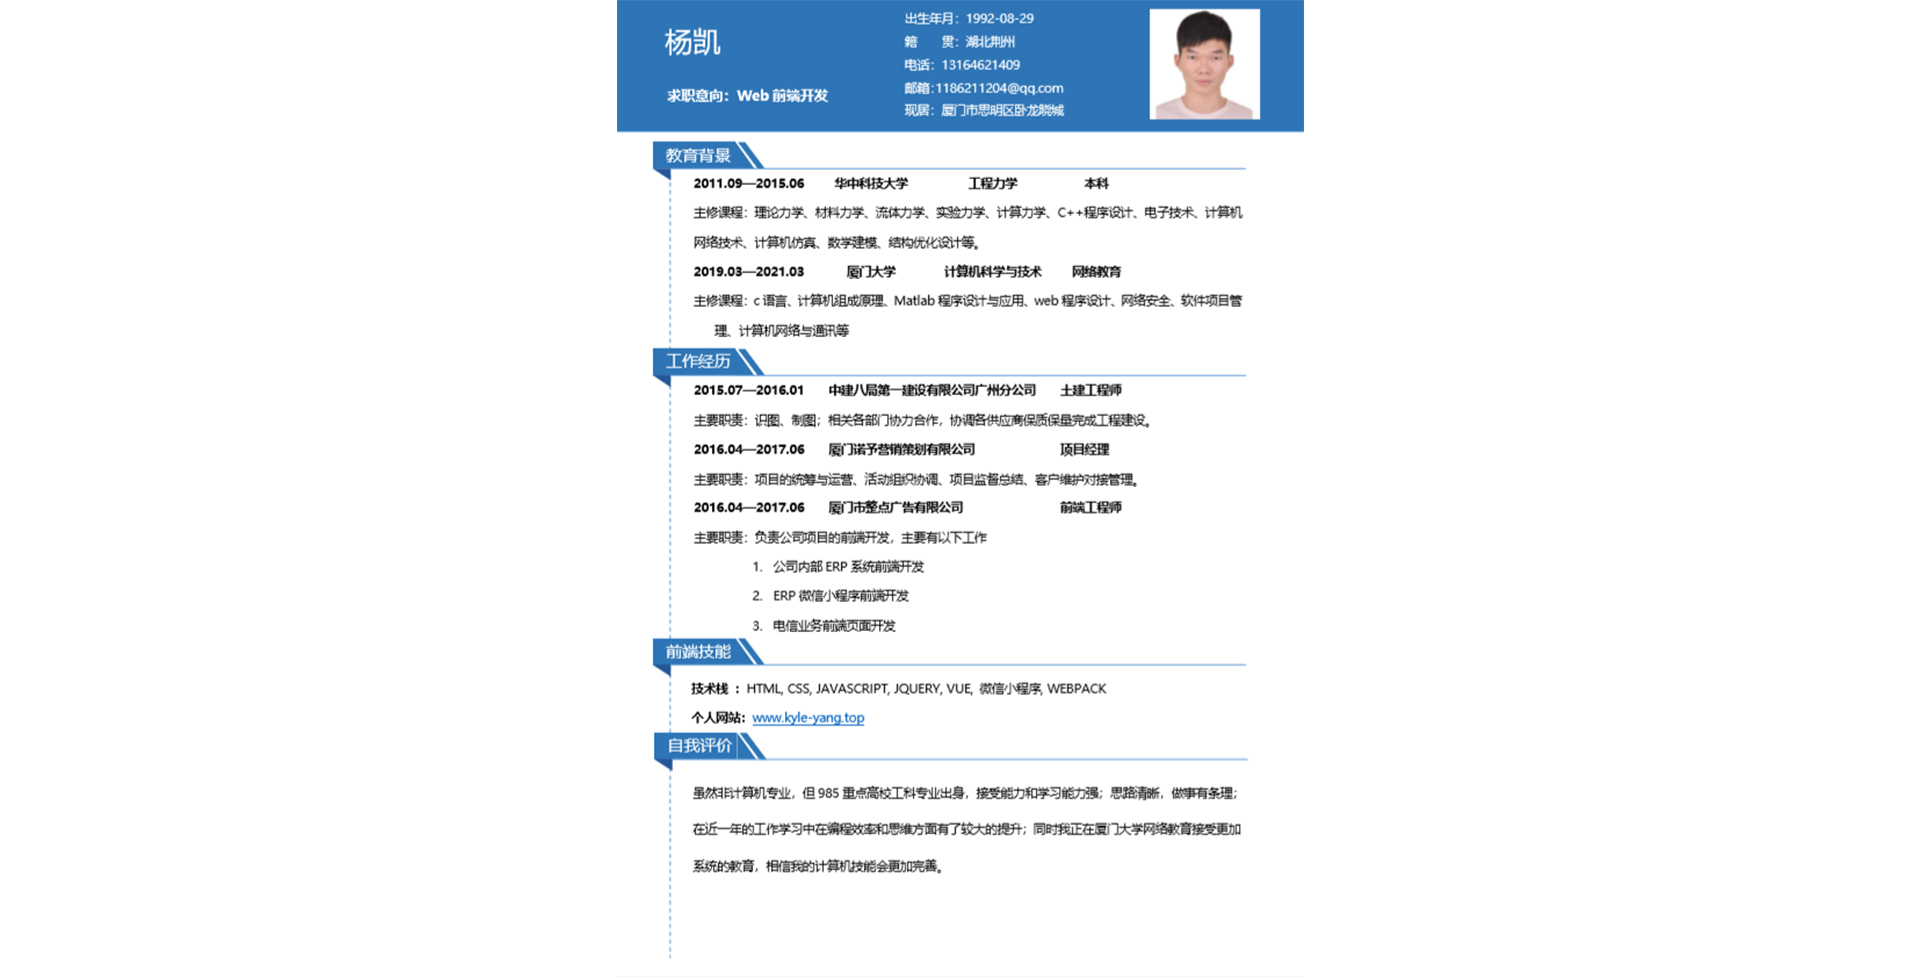 杨凯
求职意向：Web 前端开发
出生年月：1992-08-29
籍　　贯：湖北荆州
电话：13164621409
邮箱:1186211204@qq.com
现居：厦门市思明区卧龙晓城
教育背景
2011.09—2015.06 华中科技大学 工程力学 本科
主修课程：理论力学、材料力学、流体力学、实验力学、计算力学、C++程序设计、电子技术、计算机
网络技术、计算机仿真、数学建模、结构优化设计等。
2019.03—2021.03 厦门大学 计算机科学与技术 网络教育
主修课程：c 语言、计算机组成原理、Matlab 程序设计与应用、web 程序设计、网络安全、软件项目管
理、计算机网络与通讯等
工作经历
2015.07—2016.01 中建八局第一建设有限公司广州分公司 土建工程师
主要职责：识图、制图；相关各部门协力合作，协调各供应商保质保量完成工程建设。
2016.04—2017.06 厦门诺予营销策划有限公司 项目经理
主要职责：项目的统筹与运营、活动组织协调、项目监督总结、客户维护对接管理。
2016.04—2017.06 厦门市整点广告有限公司 前端工程师
主要职责：负责公司项目的前端开发，主要有以下工作
1. 公司内部 ERP 系统前端开发
2. ERP 微信小程序前端开发
3. 电信业务前端页面开发
前端技能
技术栈 ：HTML, CSS, JAVASCRIPT, JQUERY, VUE, 微信小程序, WEBPACK
个人网站：www.kyle-yang.top
自我评价
虽然非计算机专业，但 985 重点高校工科专业出身，接受能力和学习能力强；思路清晰，做事有条理；
在近一年的工作学习中在编程效率和思维方面有了较大的提升；同时我正在厦门大学网络教育接受更加
系统的教育，相信我的计算机技能会更加完善。